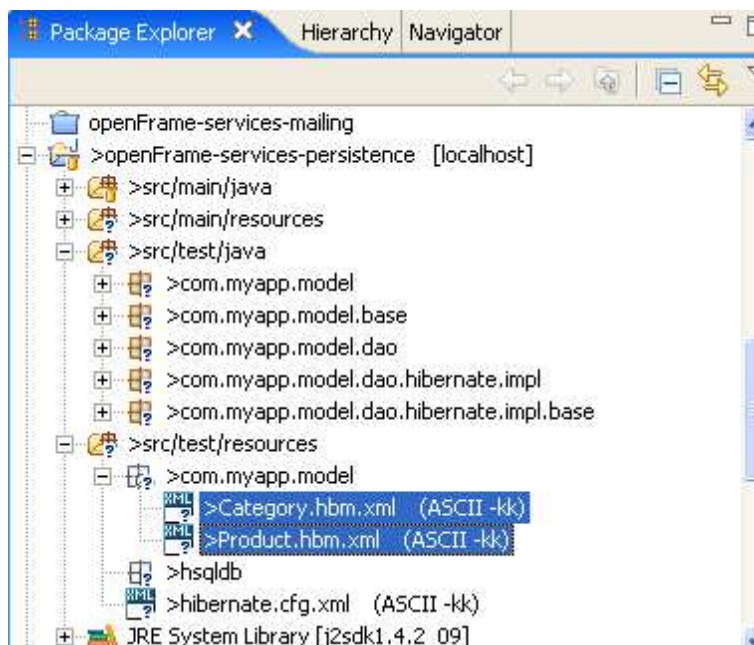 Package Explorer Hierarchy Navigator
openFrame-services-mailing
>openFrame-services-persistence [localhost]
>src/main/java
>src/main/resources
>src/test/java
>com.myapp.model
>com.myapp.model.base
>com.myapp.model.dao
>com.myapp.model.dao.hibernate.impl
>com.myapp.model.dao.hibernate.impl.base
>src/test/resources
>com.myapp.model
XML >Category.hbm.xml (ASCII -kk)
XML >Product.hbm.xml (ASCII -kk)
>hsqldb
XML >hibernate.cfg.xml (ASCII -kk)
JRE System Library [j2sdk1.4.2_09]